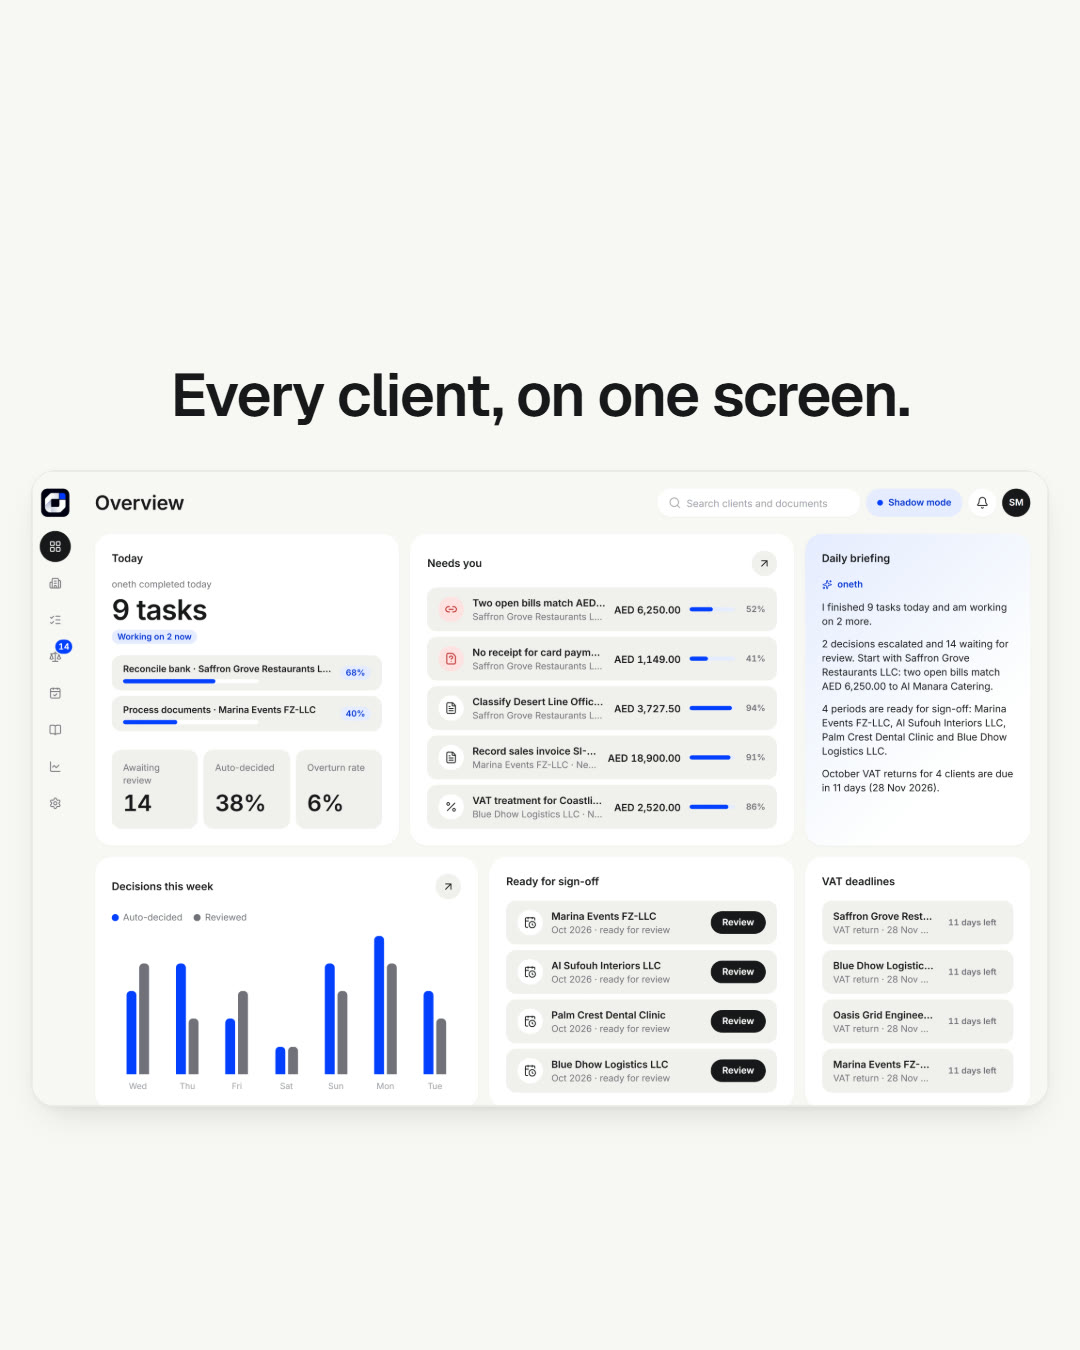 Every client, on one screen.
Overview
Search clients and documents
Shadow mode
SM
14
Today
oneth completed today
9 tasks
Working on 2 now
Reconcile bank · Saffron Grove Restaurants L...
68%
Process documents · Marina Events FZ-LLC
40%
Awaiting
review
14
Auto-decided
38%
Overturn rate
6%
Needs you
Two open bills match AED...
Saffron Grove Restaurants L...
AED 6,250.00
52%
No receipt for card paym...
Saffron Grove Restaurants L...
AED 1,149.00
41%
Classify Desert Line Offic...
Saffron Grove Restaurants L...
AED 3,727.50
94%
Record sales invoice SI-...
Marina Events FZ-LLC · Ne...
AED 18,900.00
91%
VAT treatment for Coastli...
Blue Dhow Logistics LLC · N...
AED 2,520.00
86%
Daily briefing
oneth
I finished 9 tasks today and am working
on 2 more.
2 decisions escalated and 14 waiting for
review. Start with Saffron Grove
Restaurants LLC: two open bills match
AED 6,250.00 to Al Manara Catering.
4 periods are ready for sign-off: Marina
Events FZ-LLC, Al Sufouh Interiors LLC,
Palm Crest Dental Clinic and Blue Dhow
Logistics LLC.
October VAT returns for 4 clients are due
in 11 days (28 Nov 2026).
Decisions this week
Auto-decided
Reviewed
Wed
Thu
Fri
Sat
Sun
Mon
Tue
Ready for sign-off
Marina Events FZ-LLC
Oct 2026 · ready for review
Review
Al Sufouh Interiors LLC
Oct 2026 · ready for review
Review
Palm Crest Dental Clinic
Oct 2026 · ready for review
Review
Blue Dhow Logistics LLC
Oct 2026 · ready for review
Review
VAT deadlines
Saffron Grove Rest...
VAT return · 28 Nov ...
11 days left
Blue Dhow Logistic...
VAT return · 28 Nov ...
11 days left
Oasis Grid Enginee...
VAT return · 28 Nov ...
11 days left
Marina Events FZ-...
VAT return · 28 Nov ...
11 days left